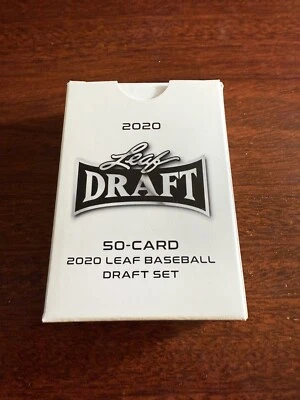 2020
Leaf
DRAFT
50-CARD
2020 LEAF BASEBALL
DRAFT SET